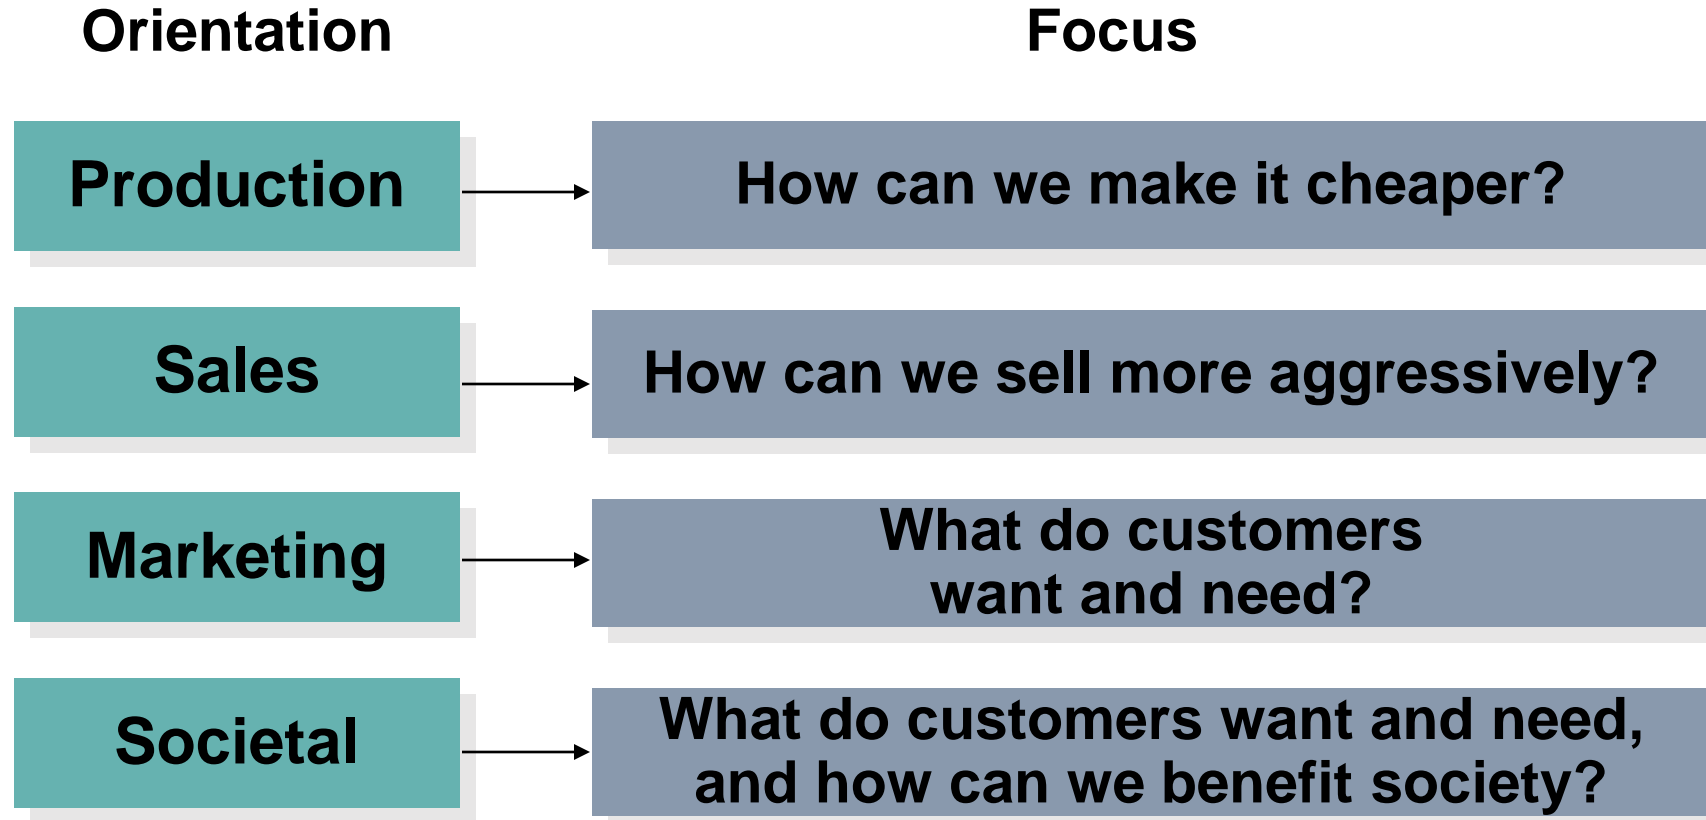 Orientation
Focus
Production
How can we make it cheaper?
Sales
How can we sell more aggressively?
Marketing
What do customers
want and need?
Societal
What do customers want and need,
and how can we benefit society?